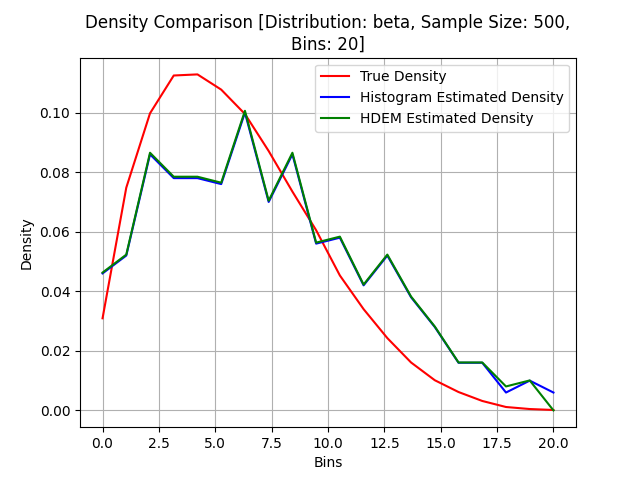 Density Comparison [Distribution: beta, Sample Size: 500,
Bins: 20]
True Density
Histogram Estimated Density
HDEM Estimated Density
Density
0.10
0.08
0.06
0.04
0.02
0.00
0.0 2.5 5.0 7.5 10.0 12.5 15.0 17.5 20.0
Bins